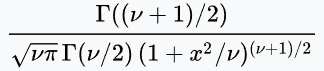 Γ((ν + 1)/2)
√νπ Γ(ν/2) (1 + x²/ν)^(ν+1)/2